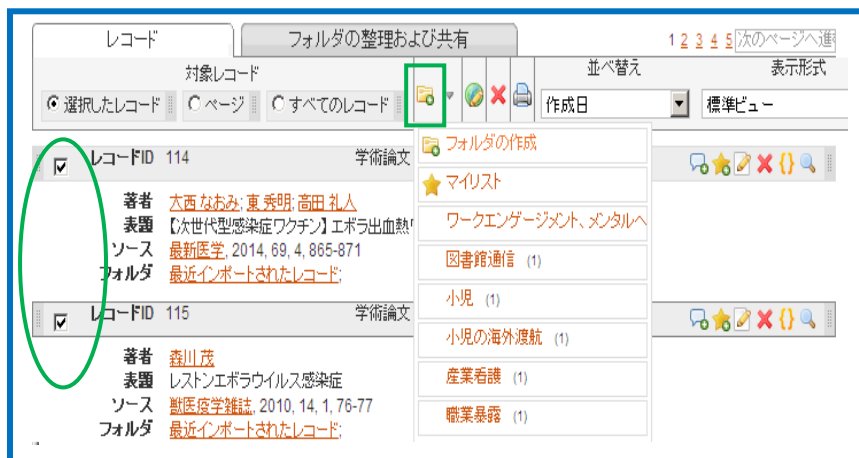 レコード フォルダの整理および共有 1 2 3 4 5 次のページへ進
対象レコード 並べ替え 表示形式
選択したレコード ページ すべてのレコード 作成日 標準ビュー
レコードID 114 学術論文
著者 大西 なおみ; 東 秀明; 高田 礼人
表題 【次世代型感染症ワクチン】 エボラ出血熱
ソース 最新医学, 2014, 69, 4, 865-871
フォルダ 最近インポートされたレコード;
レコードID 115 学術論文
著者 森川 茂
表題 レストンエボラウイルス感染症
ソース 獣医疫学雑誌, 2010, 14, 1, 76-77
フォルダ 最近インポートされたレコード;
フォルダの作成
マイリスト
ワークエンゲージメント、メンタルヘ
図書館通信 (1)
小児 (1)
小児の海外渡航 (1)
産業看護 (1)
職業暴露 (1)